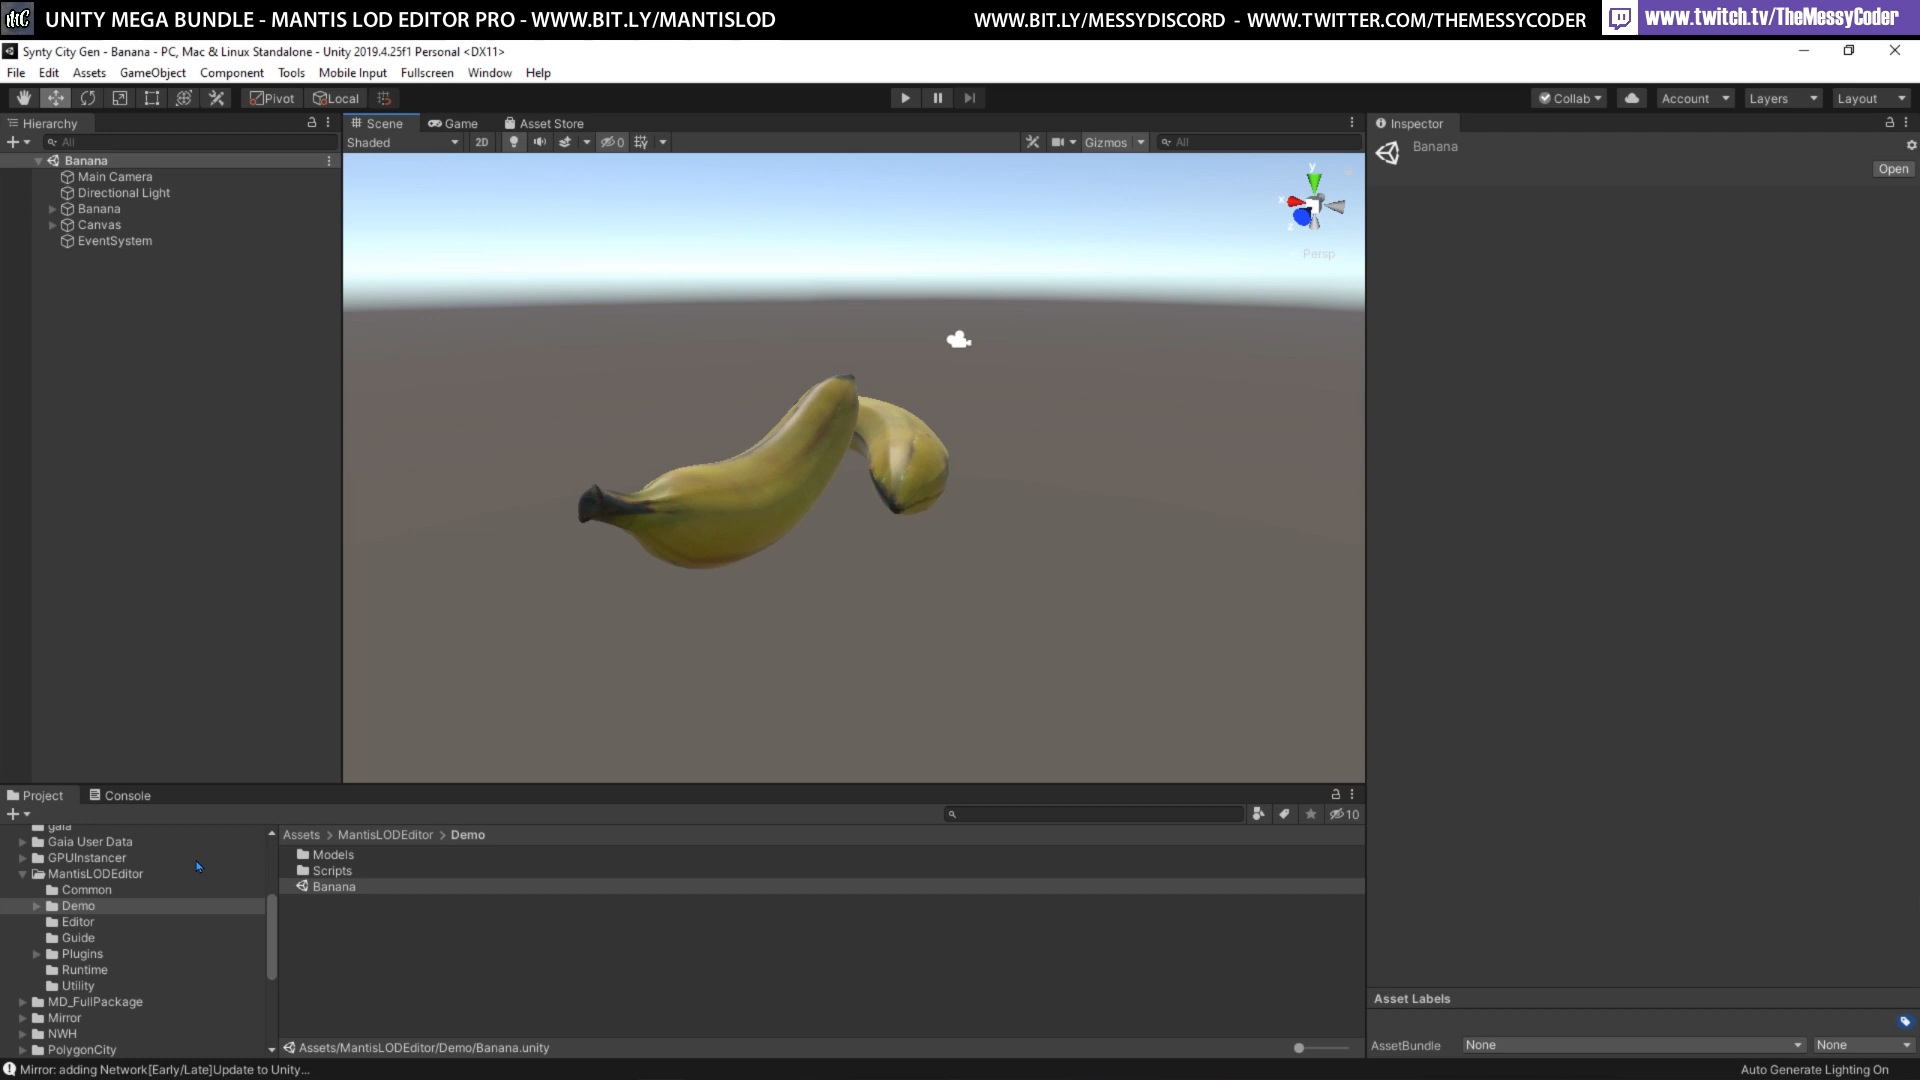 UNITY MEGA BUNDLE - MANTIS LOD EDITOR PRO - WWW.BIT.LY/MANTISLOD
WWW.BIT.LY/MESSYDISCORD - WWW.TWITTER.COM/THEMESSYCODER
www.twitch.tv/TheMessyCoder
Synty City Gen - Banana - PC, Mac & Linux Standalone - Unity 2019.4.25f1 Personal <DX11>
File Edit Assets GameObject Component Tools Mobile Input Fullscreen Window Help
Pivot Local Collab Account Layers Layout
Hierarchy
All
Banana
Main Camera
Directional Light
Banana
Canvas
EventSystem
Scene Game Asset Store
Shaded 2D 0 Gizmos All
y
x
z
Persp
Inspector
Banana
Open
Project Console
10
gaia
Gaia User Data
GPUInstancer
MantisLODEditor
Common
Demo
Editor
Guide
Plugins
Runtime
Utility
MD_FullPackage
Mirror
NWH
PolygonCity
Assets > MantisLODEditor > Demo
Models
Scripts
Banana
Assets/MantisLODEditor/Demo/Banana.unity
Asset Labels
AssetBundle None None
Mirror: adding Network[Early/Late]Update to Unity...
Auto Generate Lighting On